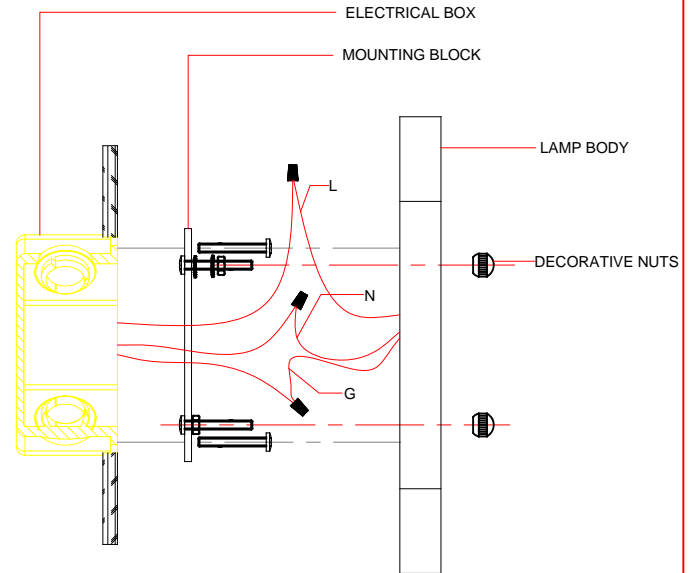 ELECTRICAL BOX
MOUNTING BLOCK
LAMP BODY
L
DECORATIVE NUTS
N
G